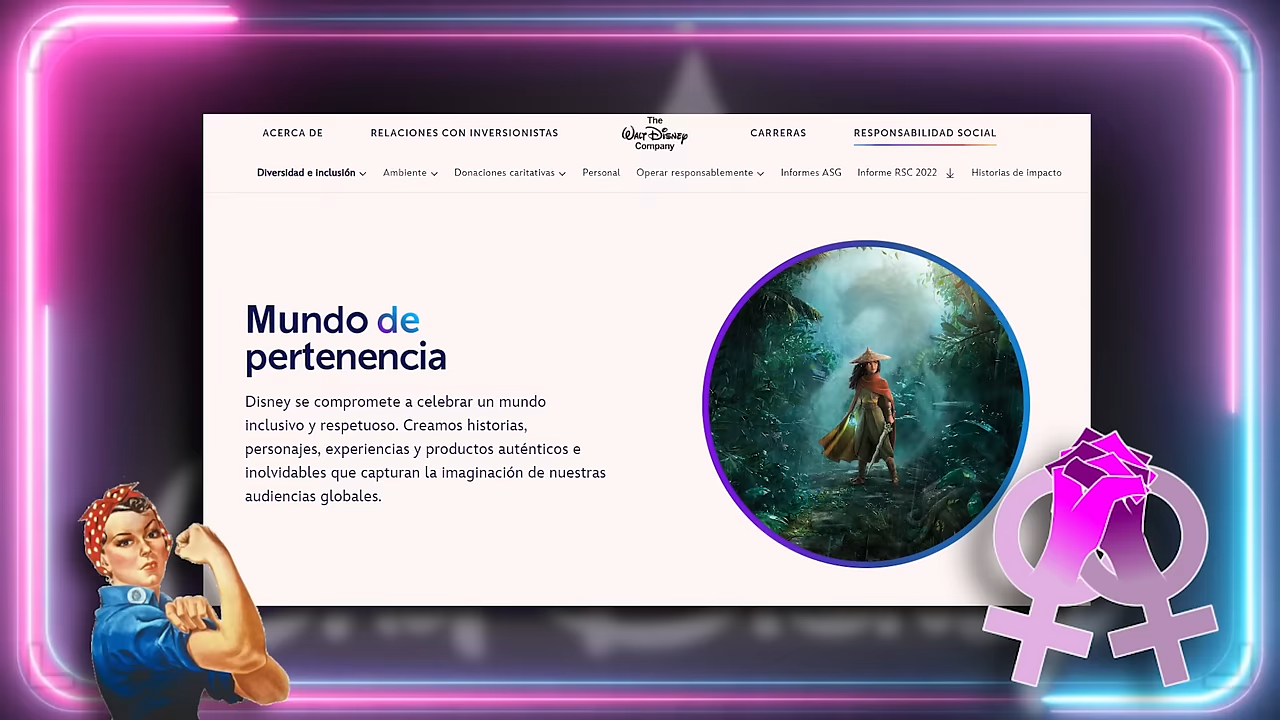 ACERCA DE
RELACIONES CON INVERSIONISTAS
The
WALT DISNEY
Company
CARRERAS
RESPONSABILIDAD SOCIAL
Diversidad e inclusión
Ambiente
Donaciones caritativas
Personal
Operar responsablemente
Informes ASG
Informe RSC 2022
Historias de impacto
Mundo de
pertenencia
Disney se compromete a celebrar un mundo
inclusivo y respetuoso. Creamos historias,
personajes, experiencias y productos auténticos e
inolvidables que capturan la imaginación de nuestras
audiencias globales.